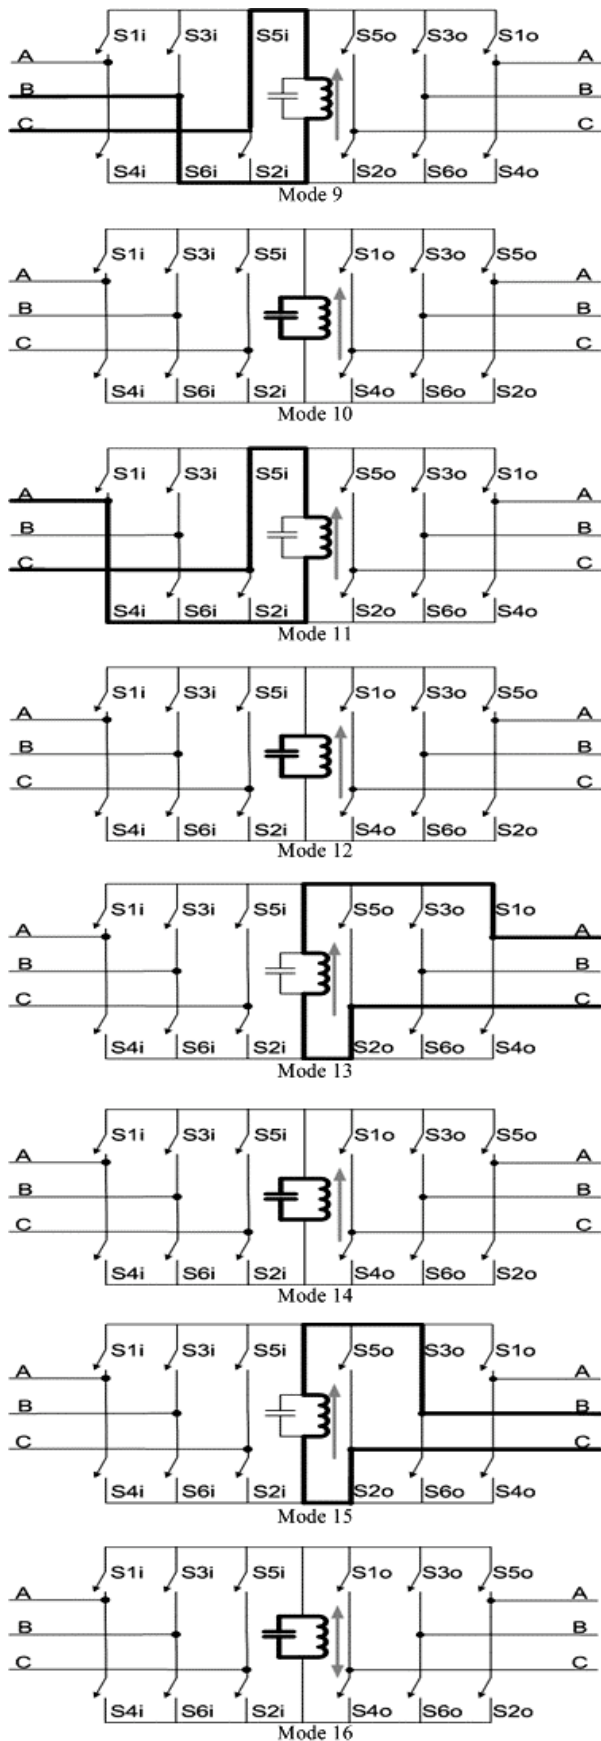 S1i S3i S5i S5o S3o S1o
A A
B B
C C
S4i S6i S2i S2o S6o S4o
Mode 9
S1i S3i S5i S1o S3o S5o
A A
B B
C C
S4i S6i S2i S4o S6o S2o
Mode 10
S1i S3i S5i S5o S3o S1o
A A
B B
C C
S4i S6i S2i S2o S6o S4o
Mode 11
S1i S3i S5i S1o S3o S5o
A A
B B
C C
S4i S6i S2i S4o S6o S2o
Mode 12
S1i S3i S5i S5o S3o S1o
A A
B B
C C
S4i S6i S2i S2o S6o S4o
Mode 13
S1i S3i S5i S1o S3o S5o
A A
B B
C C
S4i S6i S2i S4o S6o S2o
Mode 14
S1i S3i S5i S5o S3o S1o
A A
B B
C C
S4i S6i S2i S2o S6o S4o
Mode 15
S1i S3i S5i S1o S3o S5o
A A
B B
C C
S4i S6i S2i S4o S6o S2o
Mode 16